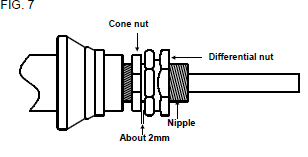 FIG. 7
Cone nut
Differential nut
Nipple
About 2mm